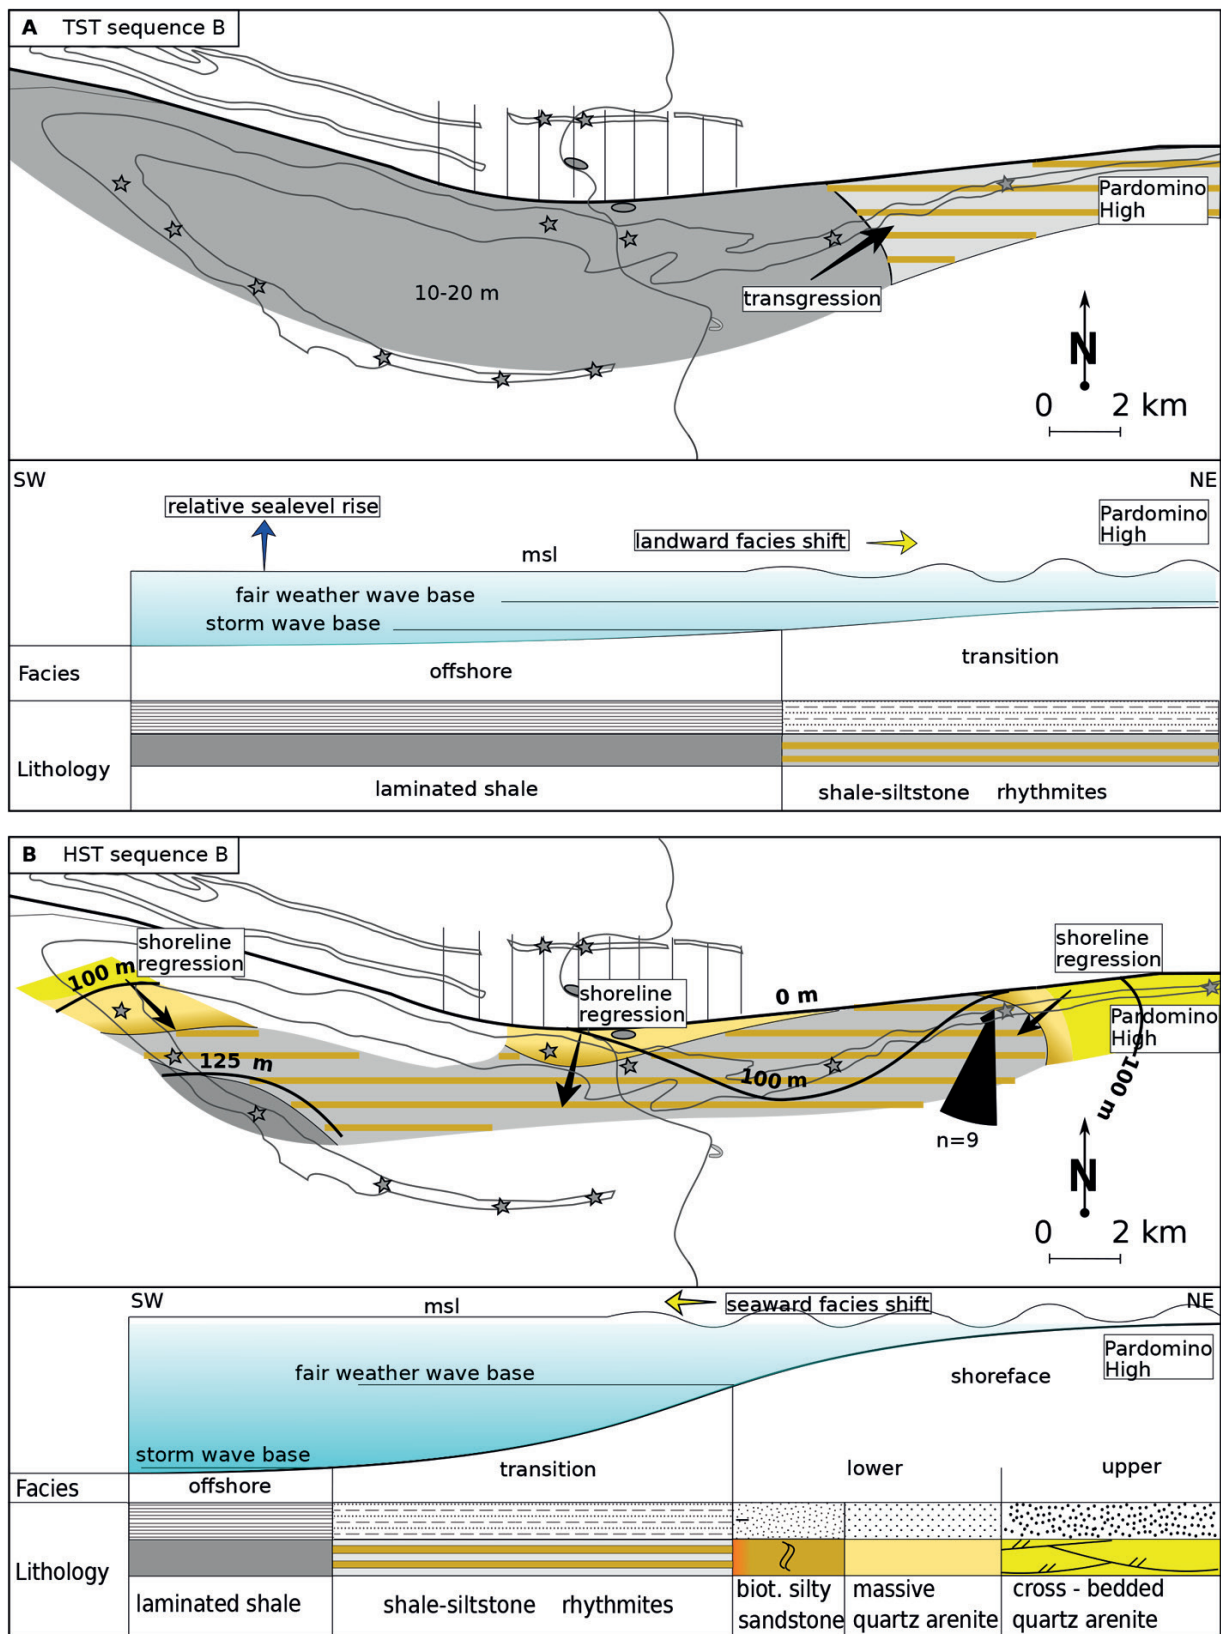 A TST sequence B
Pardomino
High
10-20 m
transgression
N
0 2 km
SW
NE
relative sealevel rise
Pardomino
High
landward facies shift
msl
fair weather wave base
storm wave base
Facies
offshore
transition
Lithology
laminated shale
shale-siltstone rhythmites
B HST sequence B
shoreline
regression
shoreline
regression
100 m
shoreline
regression
0 m
Pardomino
High
125 m
100 m
100 m
n=9
N
0 2 km
SW
msl
seaward facies shift
NE
Pardomino
High
fair weather wave base
shoreface
storm wave base
transition
lower
upper
Facies
offshore
Lithology
laminated shale
shale-siltstone rhythmites
biot. silty
sandstone
massive
quartz arenite
cross - bedded
quartz arenite